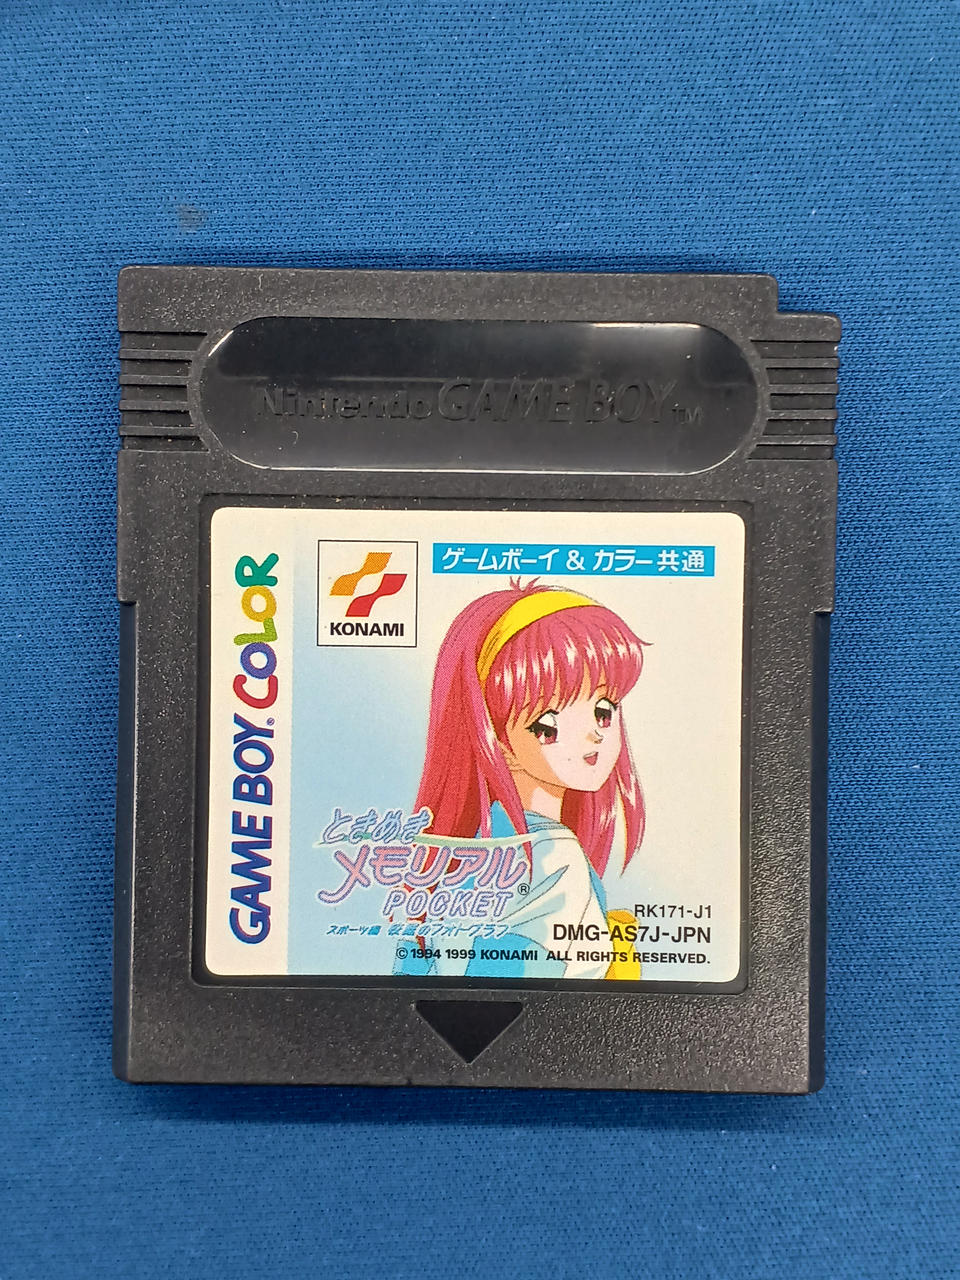 Nintendo GAME BOY™
GAME BOY® COLOR
KONAMI
ゲームボーイ & カラー共通
ときめき
メモリアル®
POCKET
スポーツ編 校庭のフォトグラフ
RK171-J1
DMG-AS7J-JPN
© 1994 1999 KONAMI ALL RIGHTS RESERVED.